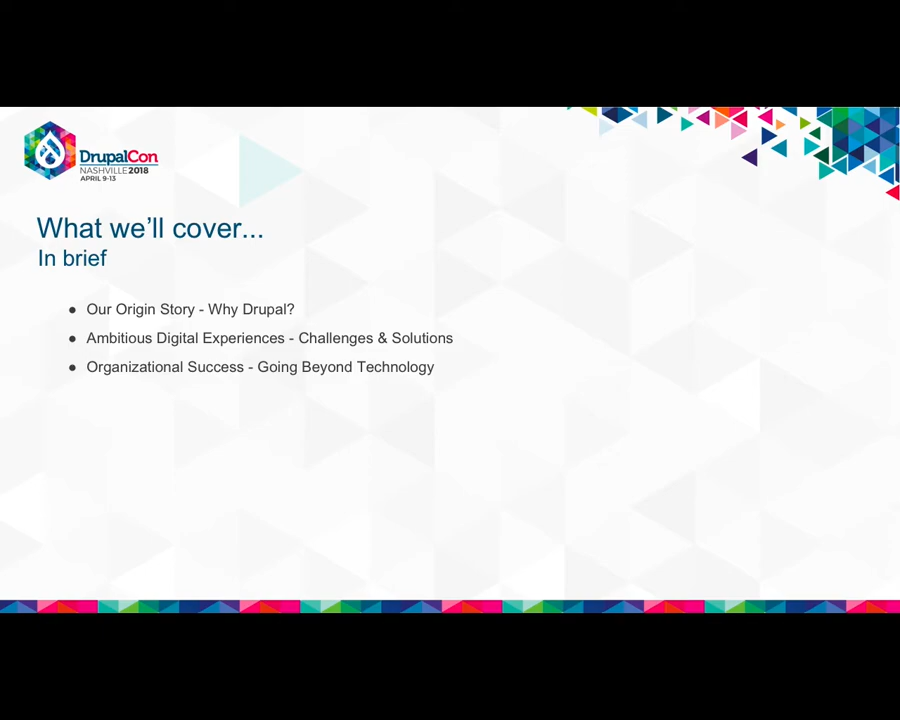 DrupalCon
NASHVILLE 2018
APRIL 9-13
What we'll cover...
In brief
● Our Origin Story - Why Drupal?
● Ambitious Digital Experiences - Challenges & Solutions
● Organizational Success - Going Beyond Technology